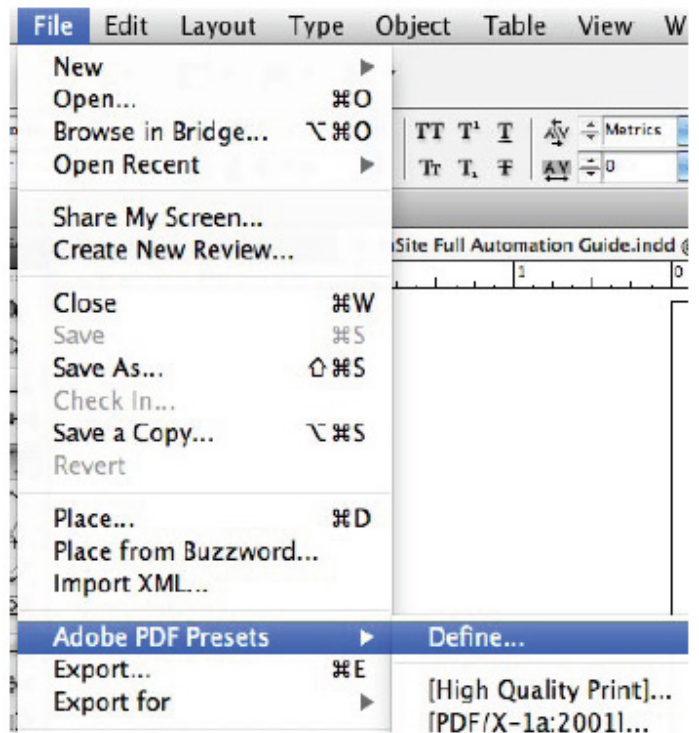 File Edit Layout Type Object Table View W
New
Open... ⌘O
Browse in Bridge... ⌥⌘O
Open Recent
TT T¹ T AV Metrics
Tr T, T AV 0
Share My Screen...
Create New Review...
Site Full Automation Guide.indd @
1 0
Close ⌘W
Save ⌘S
Save As... ⇧⌘S
Check In...
Save a Copy... ⌥⌘S
Revert
Place... ⌘D
Place from Buzzword...
Import XML...
Adobe PDF Presets
Define...
Export... ⌘E
Export for
[High Quality Print]...
[PDF/X-1a:2001]...